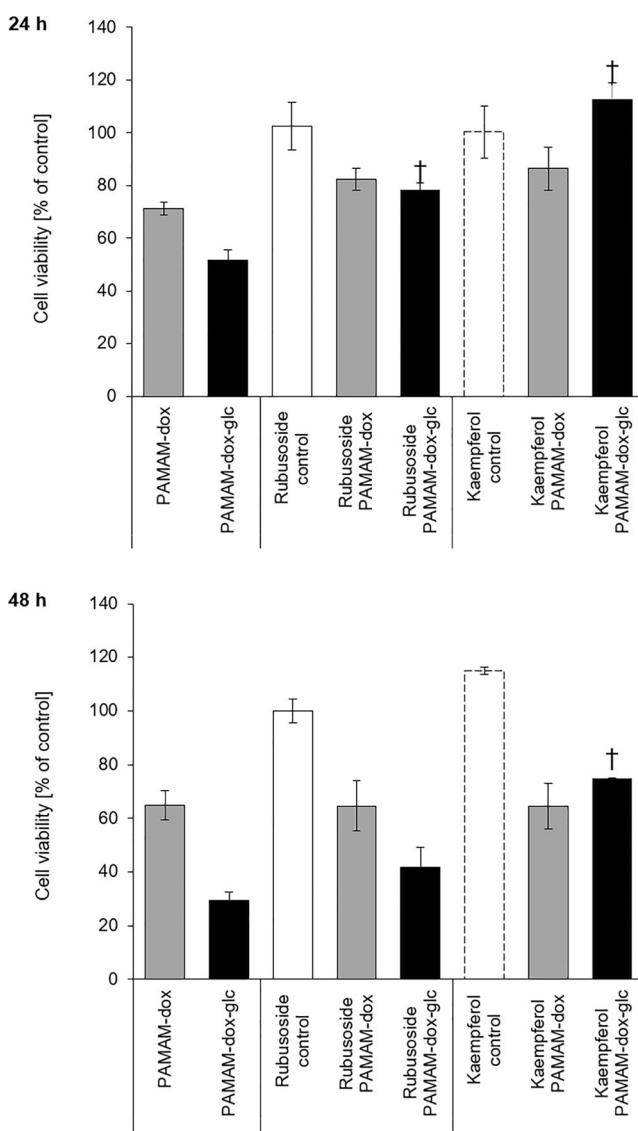 24 h
Cell viability [% of control]
140
120
100
80
60
40
20
0
†
†
PAMAM-dox
PAMAM-dox-glc
Rubusoside
control
Rubusoside
PAMAM-dox
Rubusoside
PAMAM-dox-glc
Kaempferol
control
Kaempferol
PAMAM-dox
Kaempferol
PAMAM-dox-glc
48 h
Cell viability [% of control]
140
120
100
80
60
40
20
0
†
PAMAM-dox
PAMAM-dox-glc
Rubusoside
control
Rubusoside
PAMAM-dox
Rubusoside
PAMAM-dox-glc
Kaempferol
control
Kaempferol
PAMAM-dox
Kaempferol
PAMAM-dox-glc